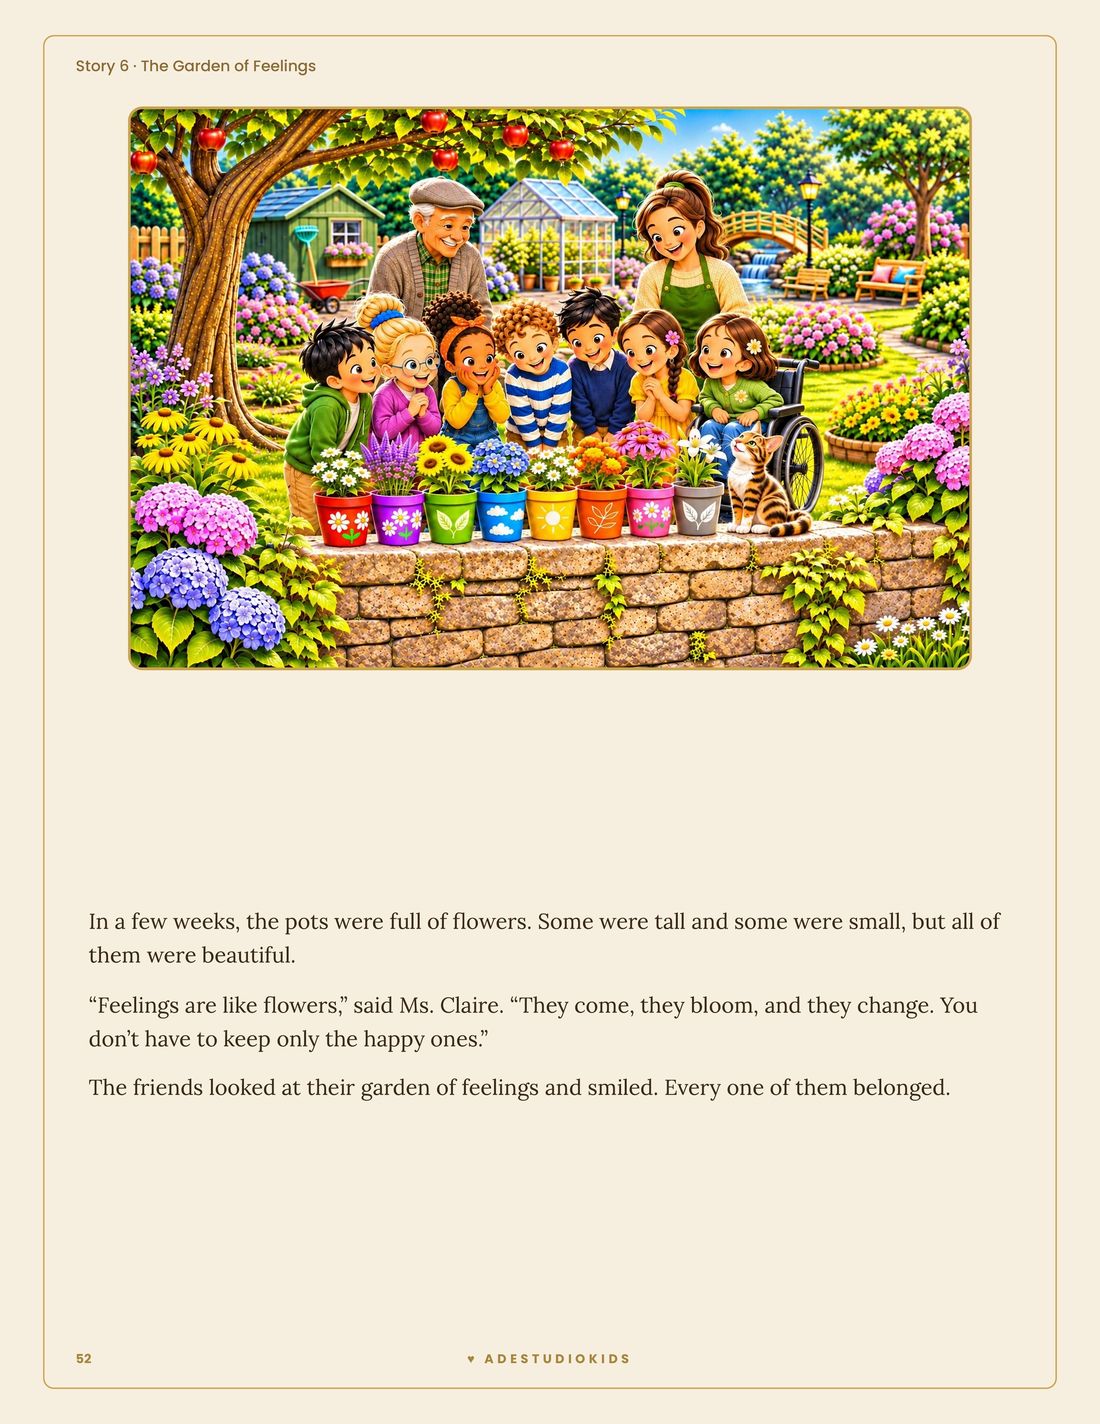 Story 6 · The Garden of Feelings
In a few weeks, the pots were full of flowers. Some were tall and some were small, but all of
them were beautiful.
“Feelings are like flowers,” said Ms. Claire. “They come, they bloom, and they change. You
don’t have to keep only the happy ones.”
The friends looked at their garden of feelings and smiled. Every one of them belonged.
52
♥ ADESTUDIOKIDS